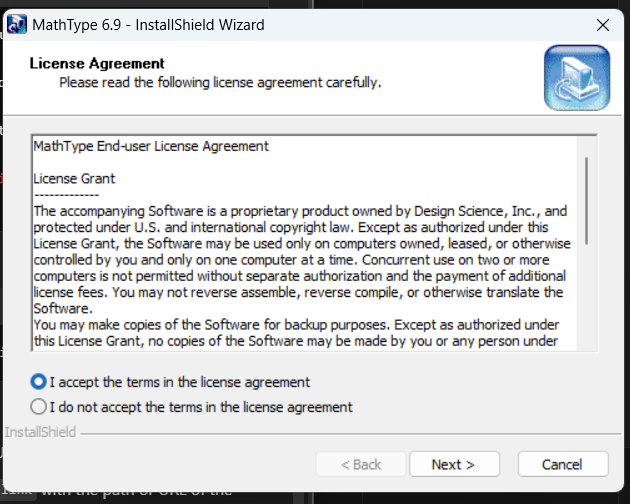 MathType 6.9 - InstallShield Wizard
License Agreement
Please read the following license agreement carefully.
MathType End-user License Agreement
License Grant
-------------
The accompanying Software is a proprietary product owned by Design Science, Inc., and
protected under U.S. and international copyright law. Except as authorized under this
License Grant, the Software may be used only on computers owned, leased, or otherwise
controlled by you and only on one computer at a time. Concurrent use on two or more
computers is not permitted without separate authorization and the payment of additional
license fees. You may not reverse assemble, reverse compile, or otherwise translate the
Software.
You may make copies of the Software for backup purposes. Except as authorized under
this License Grant, no copies of the Software may be made by you or any person under
I accept the terms in the license agreement
I do not accept the terms in the license agreement
InstallShield
< Back
Next >
Cancel
with the path or URL of the